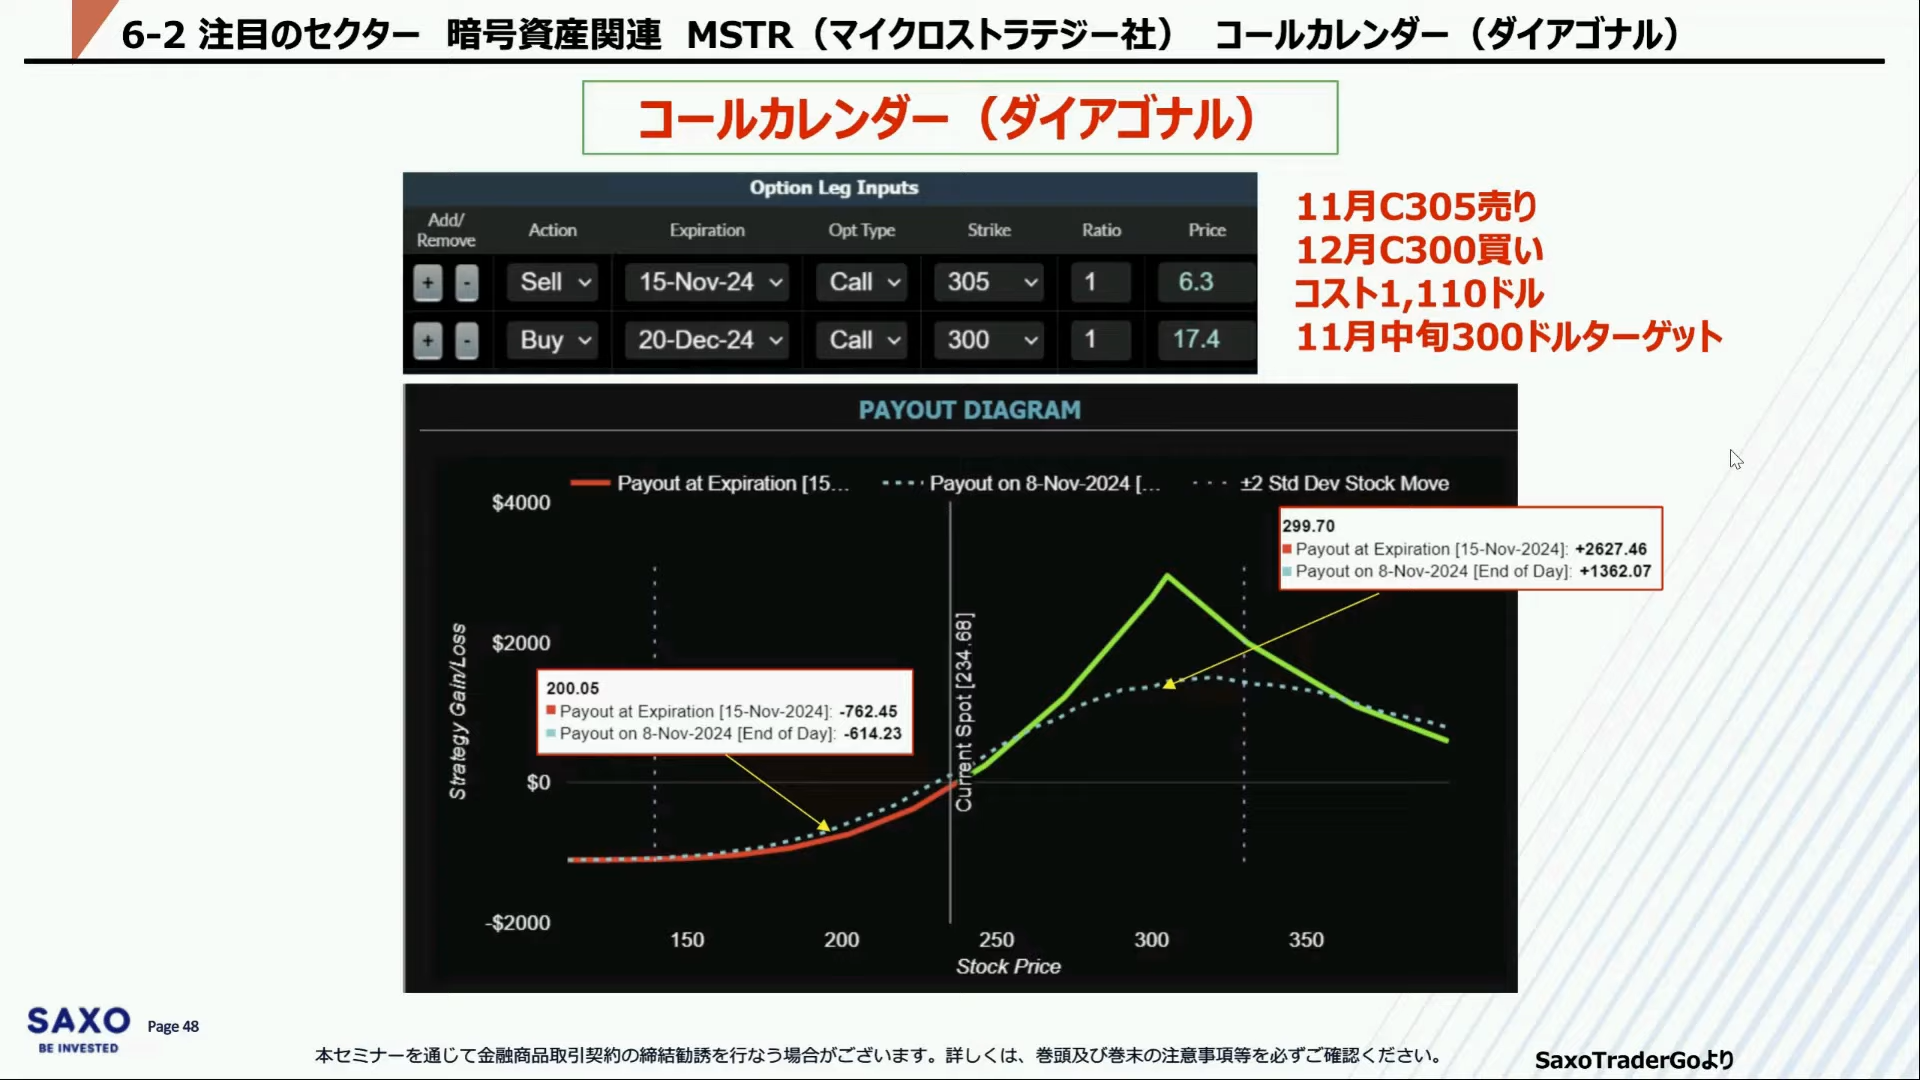 6-2 注目のセクター　暗号資産関連　MSTR（マイクロストラテジー社）　コールカレンダー（ダイアゴナル）
コールカレンダー（ダイアゴナル）
Option Leg Inputs
Add/
Remove Action Expiration Opt Type Strike Ratio Price
+ - Sell 15-Nov-24 Call 305 1 6.3
+ - Buy 20-Dec-24 Call 300 1 17.4
11月C305売り
12月C300買い
コスト1,110ドル
11月中旬300ドルターゲット
PAYOUT DIAGRAM
Payout at Expiration [15... Payout on 8-Nov-2024 [... ±2 Std Dev Stock Move
$4000
$2000
$0
-$2000
Strategy Gain/Loss
Current Spot [234.68]
299.70
Payout at Expiration [15-Nov-2024]: +2627.46
Payout on 8-Nov-2024 [End of Day]: +1362.07
200.05
Payout at Expiration [15-Nov-2024]: -762.45
Payout on 8-Nov-2024 [End of Day]: -614.23
150 200 250 300 350
Stock Price
SAXO
BE INVESTED
Page 48
本セミナーを通じて金融商品取引契約の締結勧誘を行なう場合がございます。詳しくは、巻頭及び巻末の注意事項等を必ずご確認ください。
SaxoTraderGoより